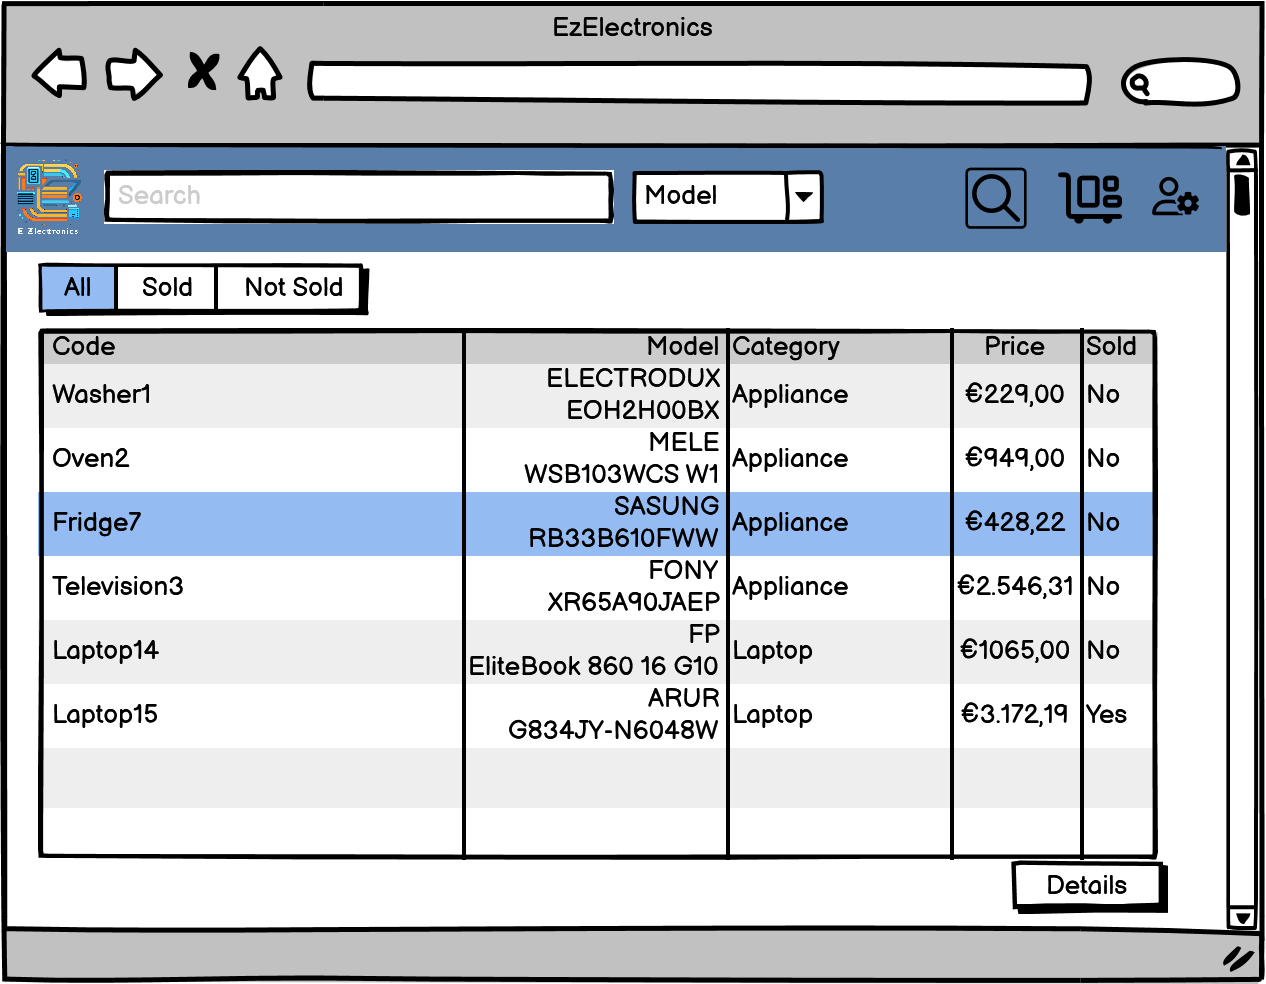 EzElectronics
E Electronics
Search
Model
All Sold Not Sold
Code Model Category Price Sold
Washer1 ELECTRODUX EOH2H00BX Appliance €229,00 No
Oven2 MELE WSB103WCS W1 Appliance €949,00 No
Fridge7 SASUNG RB33B610FWW Appliance €428,22 No
Television3 FONY XR65A90JAEP Appliance €2.546,31 No
Laptop14 FP EliteBook 860 16 G10 Laptop €1065,00 No
Laptop15 ARUR G834JY-N6048W Laptop €3.172,19 Yes
Details